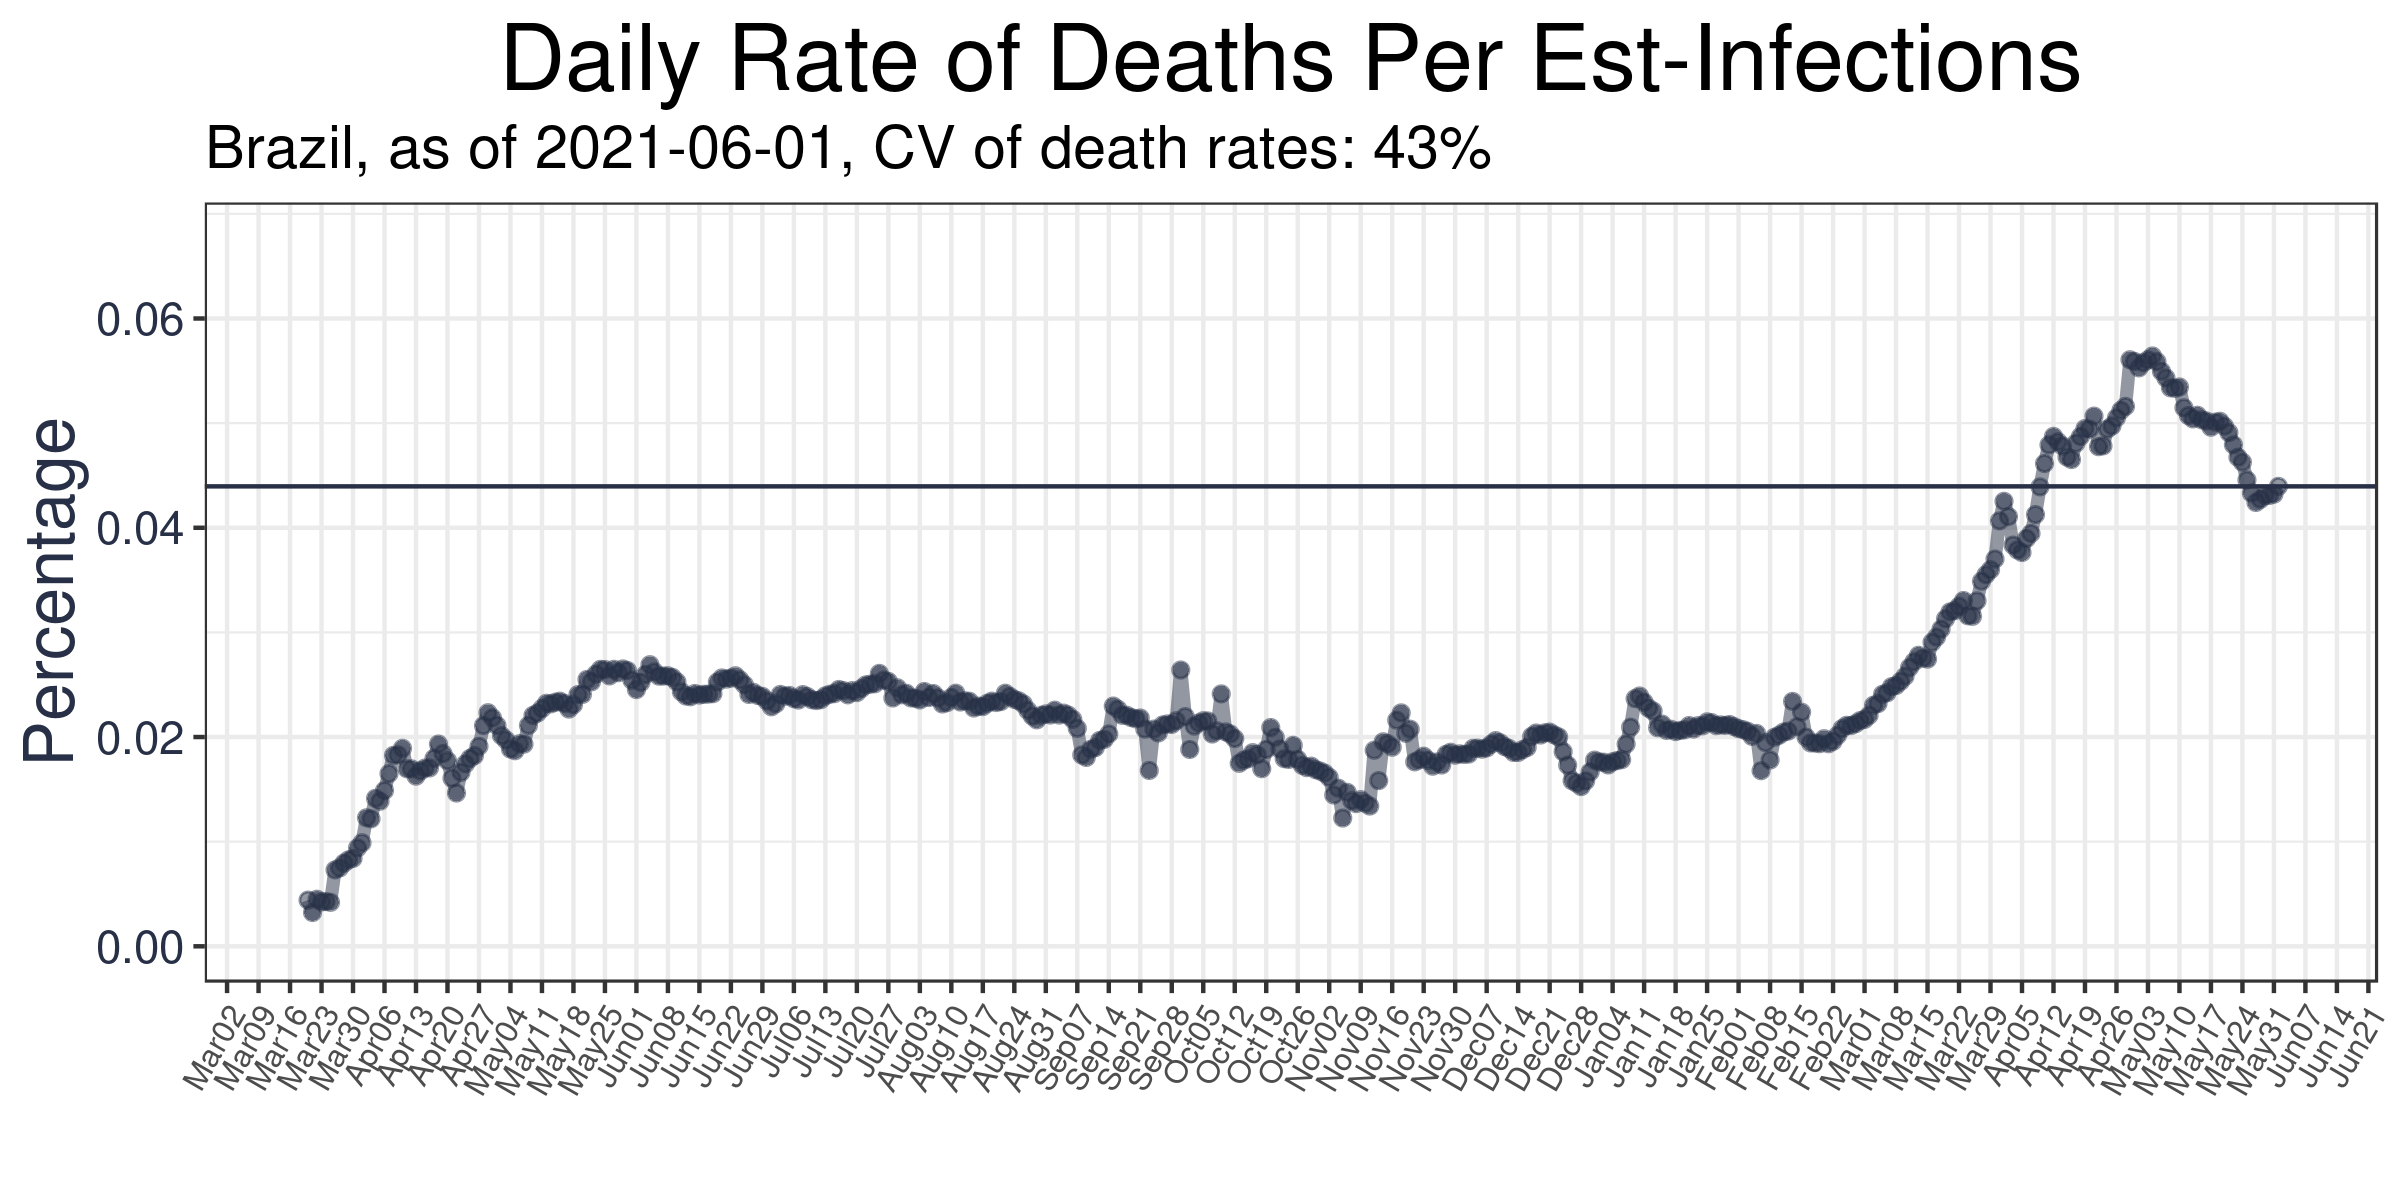 Daily Rate of Deaths Per Est-Infections
Brazil, as of 2021-06-01, CV of death rates: 43%
Percentage
0.06
0.04
0.02
0.00
Mar02
Mar09
Mar16
Mar23
Mar30
Apr06
Apr13
Apr20
Apr27
May04
May11
May18
May25
Jun01
Jun08
Jun15
Jun22
Jun29
Jul06
Jul13
Jul20
Jul27
Aug03
Aug10
Aug17
Aug24
Aug31
Sep07
Sep14
Sep21
Sep28
Oct05
Oct12
Oct19
Oct26
Nov02
Nov09
Nov16
Nov23
Nov30
Dec07
Dec14
Dec21
Dec28
Jan04
Jan11
Jan18
Jan25
Feb01
Feb08
Feb15
Feb22
Mar01
Mar08
Mar15
Mar22
Mar29
Apr05
Apr12
Apr19
Apr26
May03
May10
May17
May24
May31
Jun07
Jun14
Jun21